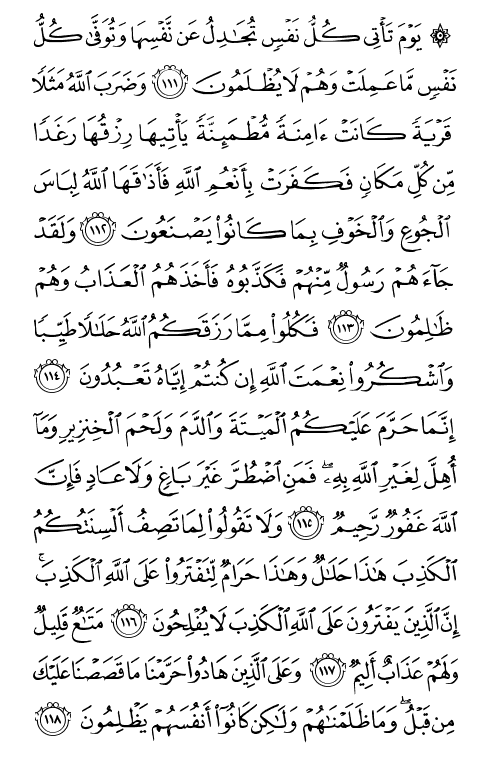 ۞ يَوۡمَ تَأۡتِي كُلُّ نَفۡسٖ تُجَٰدِلُ عَن نَّفۡسِهَا وَتُوَفَّىٰ كُلُّ
نَفۡسٖ مَّا عَمِلَتۡ وَهُمۡ لَا يُظۡلَمُونَ ١١١ وَضَرَبَ ٱللَّهُ مَثَلٗا
قَرۡيَةٗ كَانَتۡ ءَامِنَةٗ مُّطۡمَئِنَّةٗ يَأۡتِيهَا رِزۡقُهَا رَغَدٗا
مِّن كُلِّ مَكَانٖ فَكَفَرَتۡ بِأَنۡعُمِ ٱللَّهِ فَأَذَٰقَهَا ٱللَّهُ لِبَاسَ
ٱلۡجُوعِ وَٱلۡخَوۡفِ بِمَا كَانُواْ يَصۡنَعُونَ ١١٢ وَلَقَدۡ
جَآءَهُمۡ رَسُولٞ مِّنۡهُمۡ فَكَذَّبُوهُ فَأَخَذَهُمُ ٱلۡعَذَابُ وَهُمۡ
ظَٰلِمُونَ ١١٣ فَكُلُواْ مِمَّا رَزَقَكُمُ ٱللَّهُ حَلَٰلٗا طَيِّبٗا
وَٱشۡكُرُواْ نِعۡمَتَ ٱللَّهِ إِن كُنتُمۡ إِيَّاهُ تَعۡبُدُونَ ١١٤
إِنَّمَا حَرَّمَ عَلَيۡكُمُ ٱلۡمَيۡتَةَ وَٱلدَّمَ وَلَحۡمَ ٱلۡخِنزِيرِ وَمَآ
أُهِلَّ لِغَيۡرِ ٱللَّهِ بِهِۦۖ فَمَنِ ٱضۡطُرَّ غَيۡرَ بَاغٖ وَلَا عَادٖ فَإِنَّ
ٱللَّهَ غَفُورٞ رَّحِيمٞ ١١٥ وَلَا تَقُولُواْ لِمَا تَصِفُ أَلۡسِنَتُكُمُ
ٱلۡكَذِبَ هَٰذَا حَلَٰلٞ وَهَٰذَا حَرَامٞ لِّتَفۡتَرُواْ عَلَى ٱللَّهِ ٱلۡكَذِبَۚ
إِنَّ ٱلَّذِينَ يَفۡتَرُونَ عَلَى ٱللَّهِ ٱلۡكَذِبَ لَا يُفۡلِحُونَ ١١٦ مَتَٰعٞ قَلِيلٞ
وَلَهُمۡ عَذَابٌ أَلِيمٞ ١١٧ وَعَلَى ٱلَّذِينَ هَادُواْ حَرَّمۡنَا مَا قَصَصۡنَا عَلَيۡكَ
مِن قَبۡلُۖ وَمَا ظَلَمۡنَٰهُمۡ وَلَٰكِن كَانُوٓاْ أَنفُسَهُمۡ يَظۡلِمُونَ ١١٨